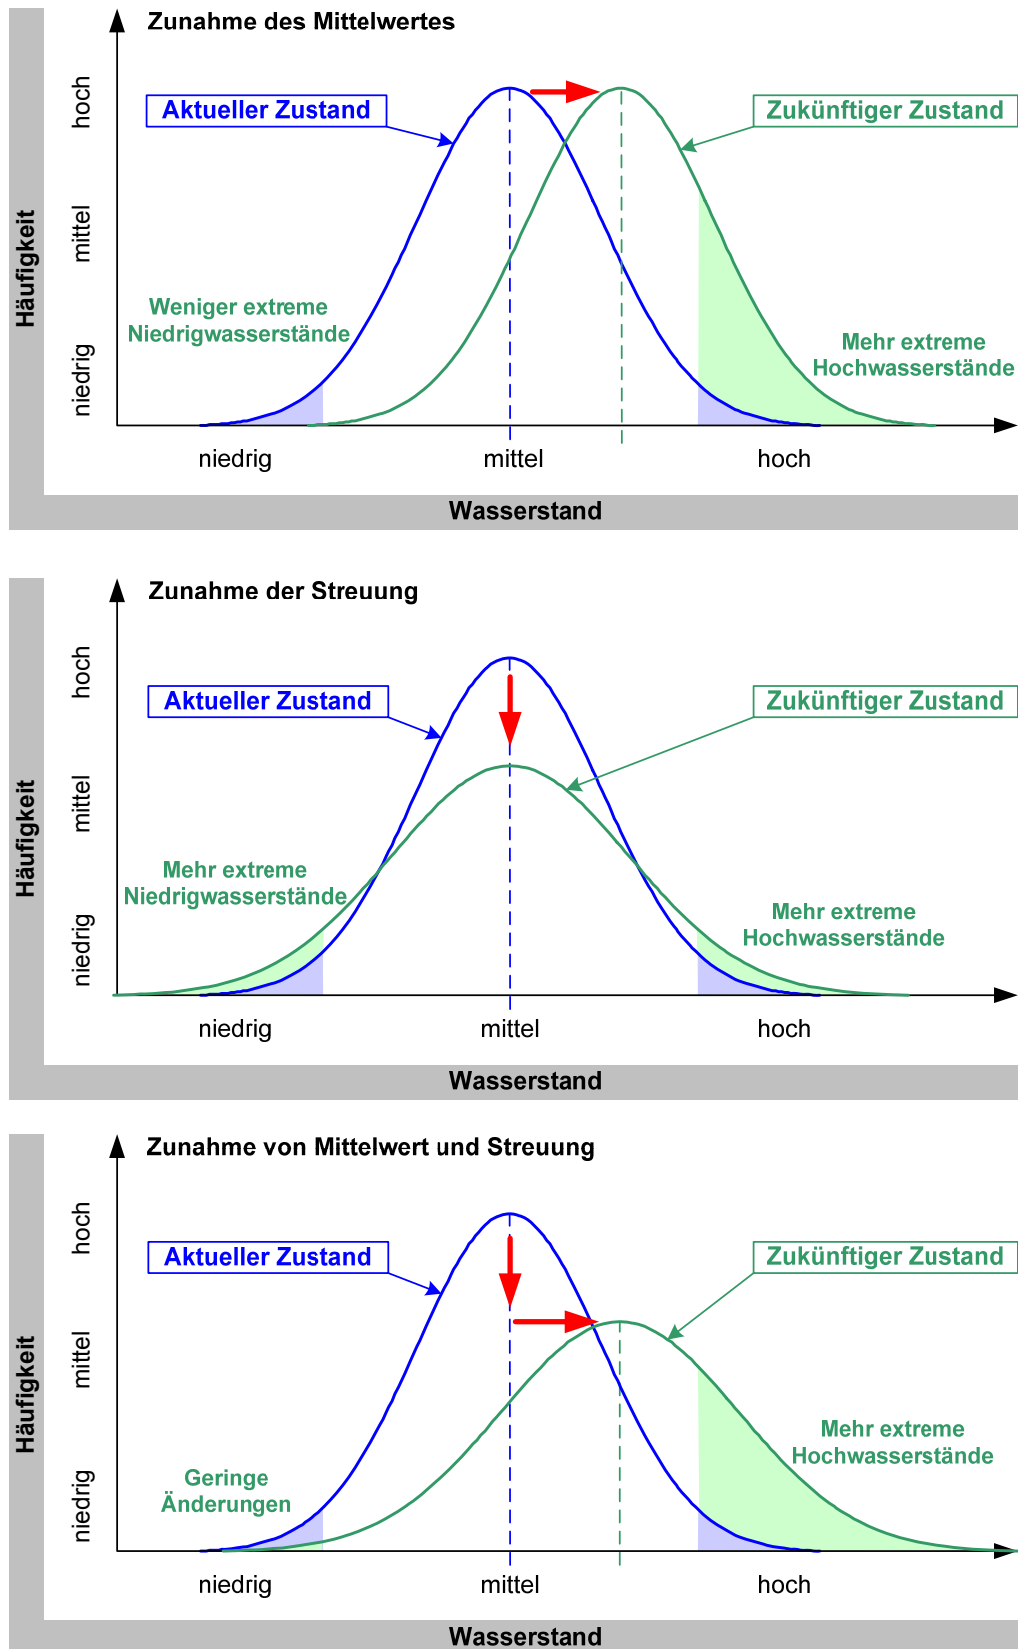 Zunahme des Mittelwertes
Aktueller Zustand
Zukünftiger Zustand
Häufigkeit
hoch
mittel
niedrig
Weniger extreme
Niedrigwasserstände
Mehr extreme
Hochwasserstände
niedrig
mittel
hoch
Wasserstand
Zunahme der Streuung
Aktueller Zustand
Zukünftiger Zustand
Häufigkeit
hoch
mittel
niedrig
Mehr extreme
Niedrigwasserstände
Mehr extreme
Hochwasserstände
niedrig
mittel
hoch
Wasserstand
Zunahme von Mittelwert und Streuung
Aktueller Zustand
Zukünftiger Zustand
Häufigkeit
hoch
mittel
niedrig
Geringe
Änderungen
Mehr extreme
Hochwasserstände
niedrig
mittel
hoch
Wasserstand